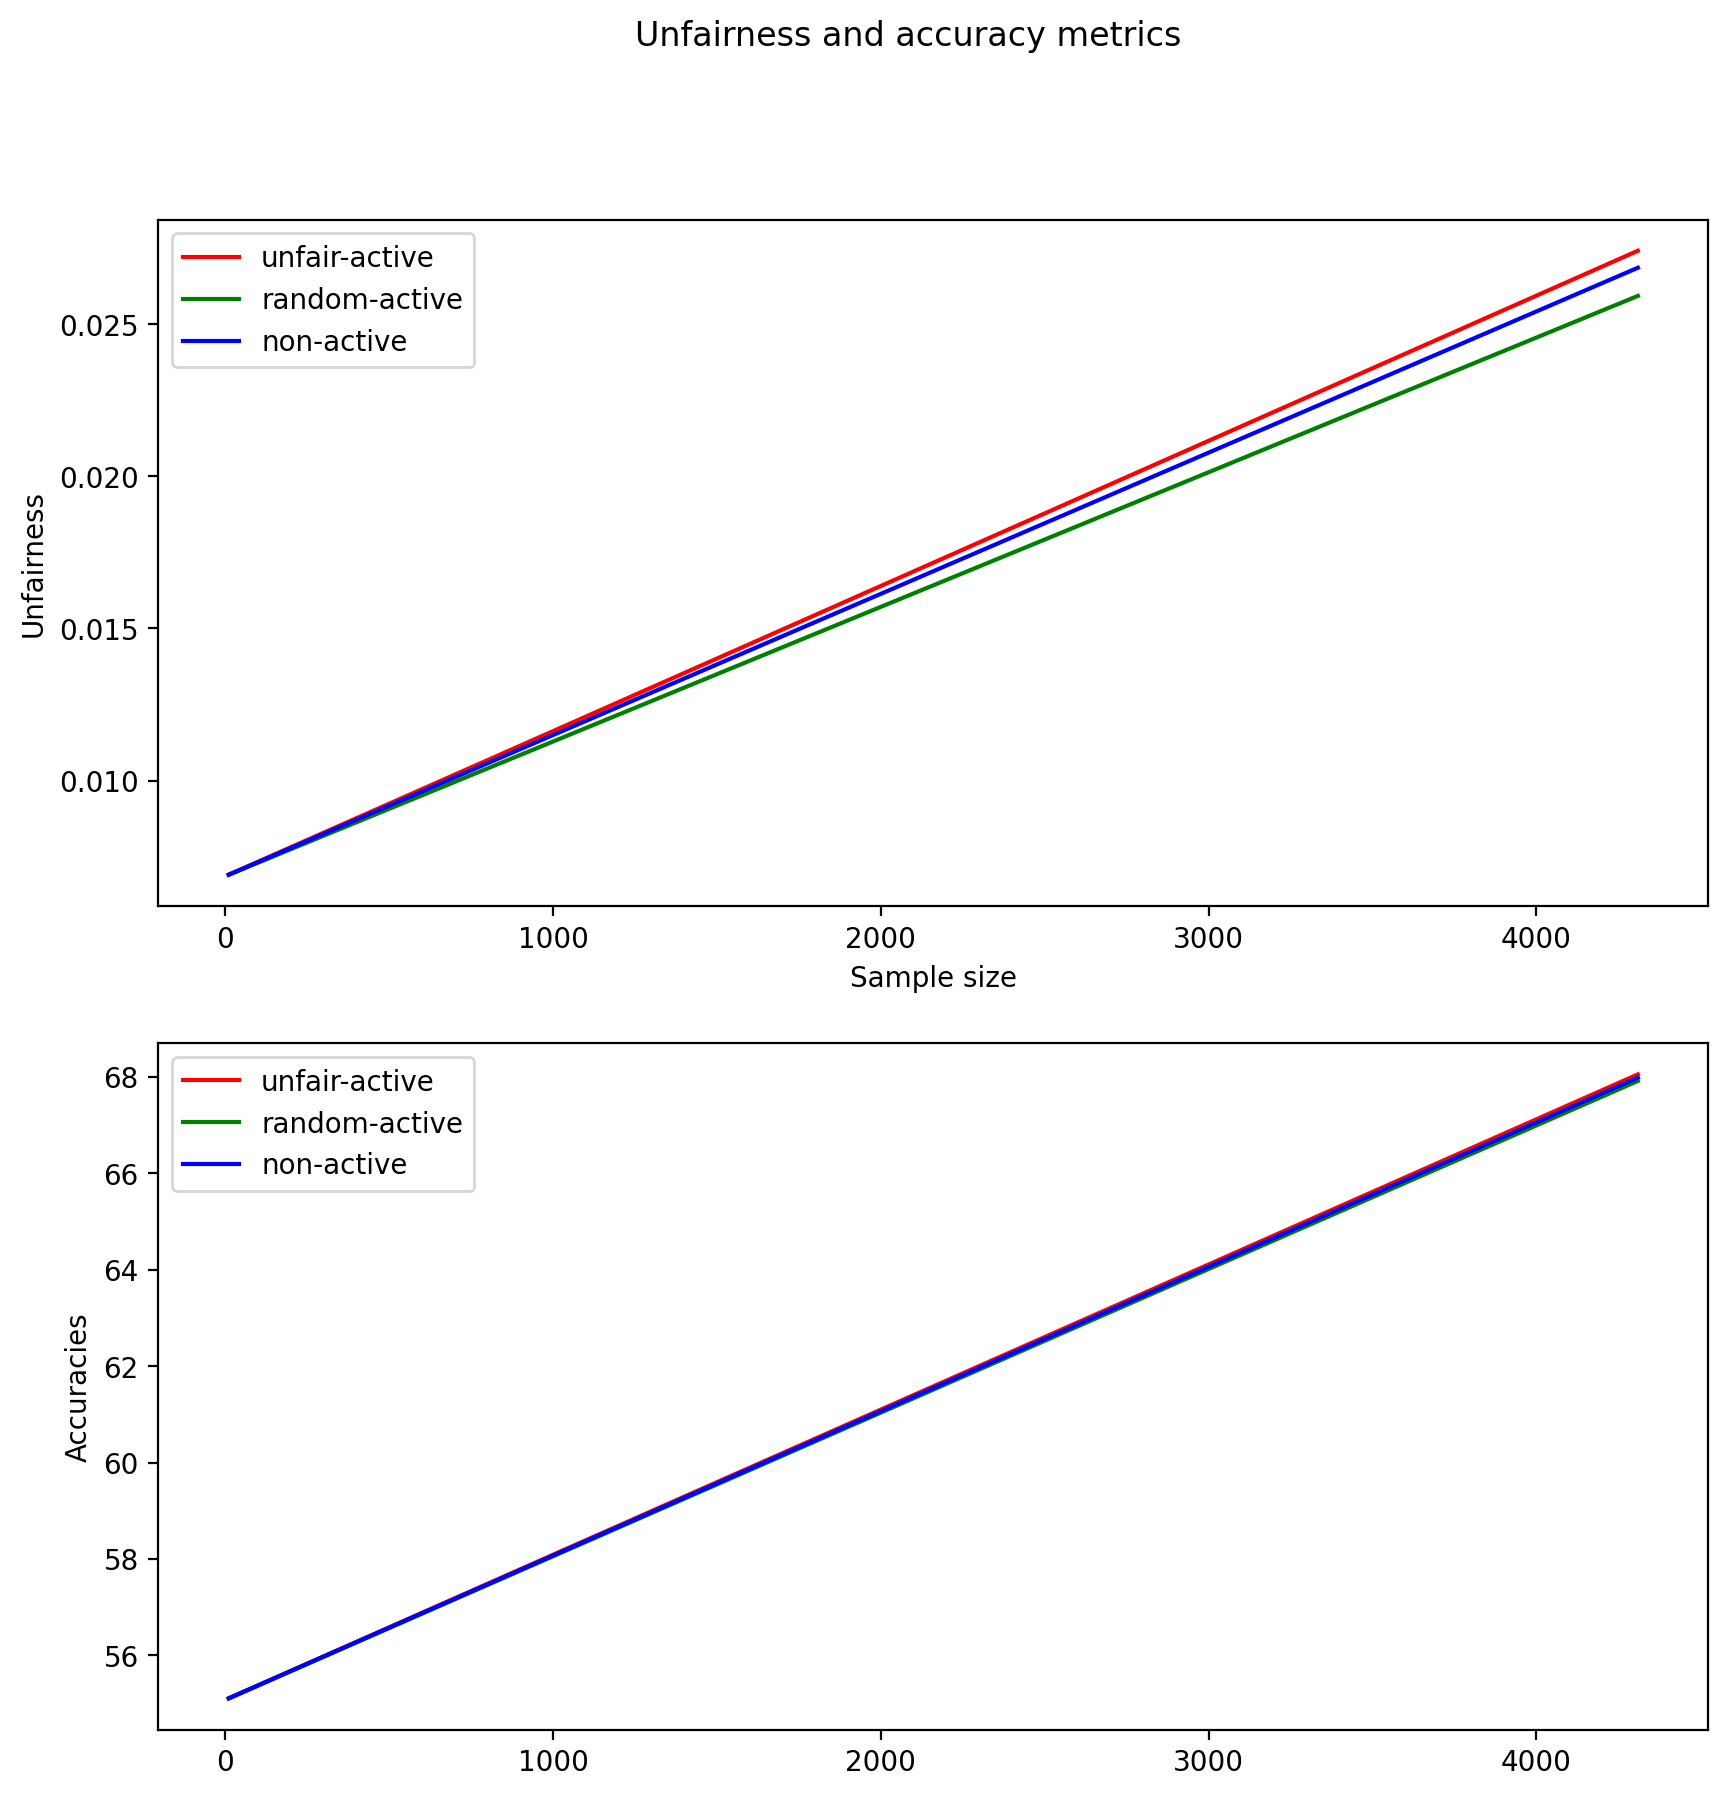 Unfairness and accuracy metrics
unfair-active
random-active
non-active
0.025
0.020
0.015
0.010
Unfairness
0 1000 2000 3000 4000
Sample size
unfair-active
random-active
non-active
68
66
64
62
60
58
56
Accuracies
0 1000 2000 3000 4000